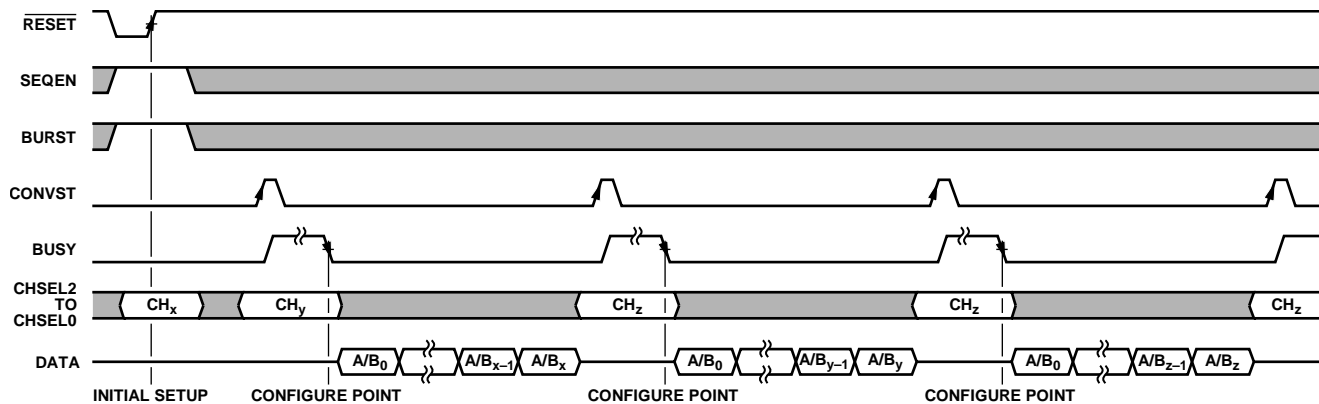 RESET
SEQEN
BURST
CONVST
BUSY
CHSEL2
TO
CHSEL0
CHx CHy CHz CHz CHz
DATA
A/B0 A/Bx–1 A/Bx A/B0 A/By–1 A/By A/B0 A/Bz–1 A/Bz
INITIAL SETUP CONFIGURE POINT CONFIGURE POINT CONFIGURE POINT